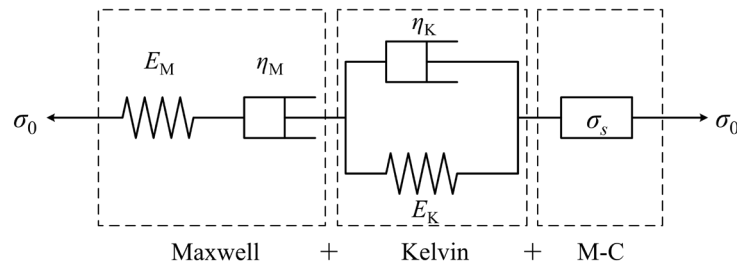 η_K
E_M η_M
σ_0 σ_s σ_0
E_K
Maxwell + Kelvin + M-C